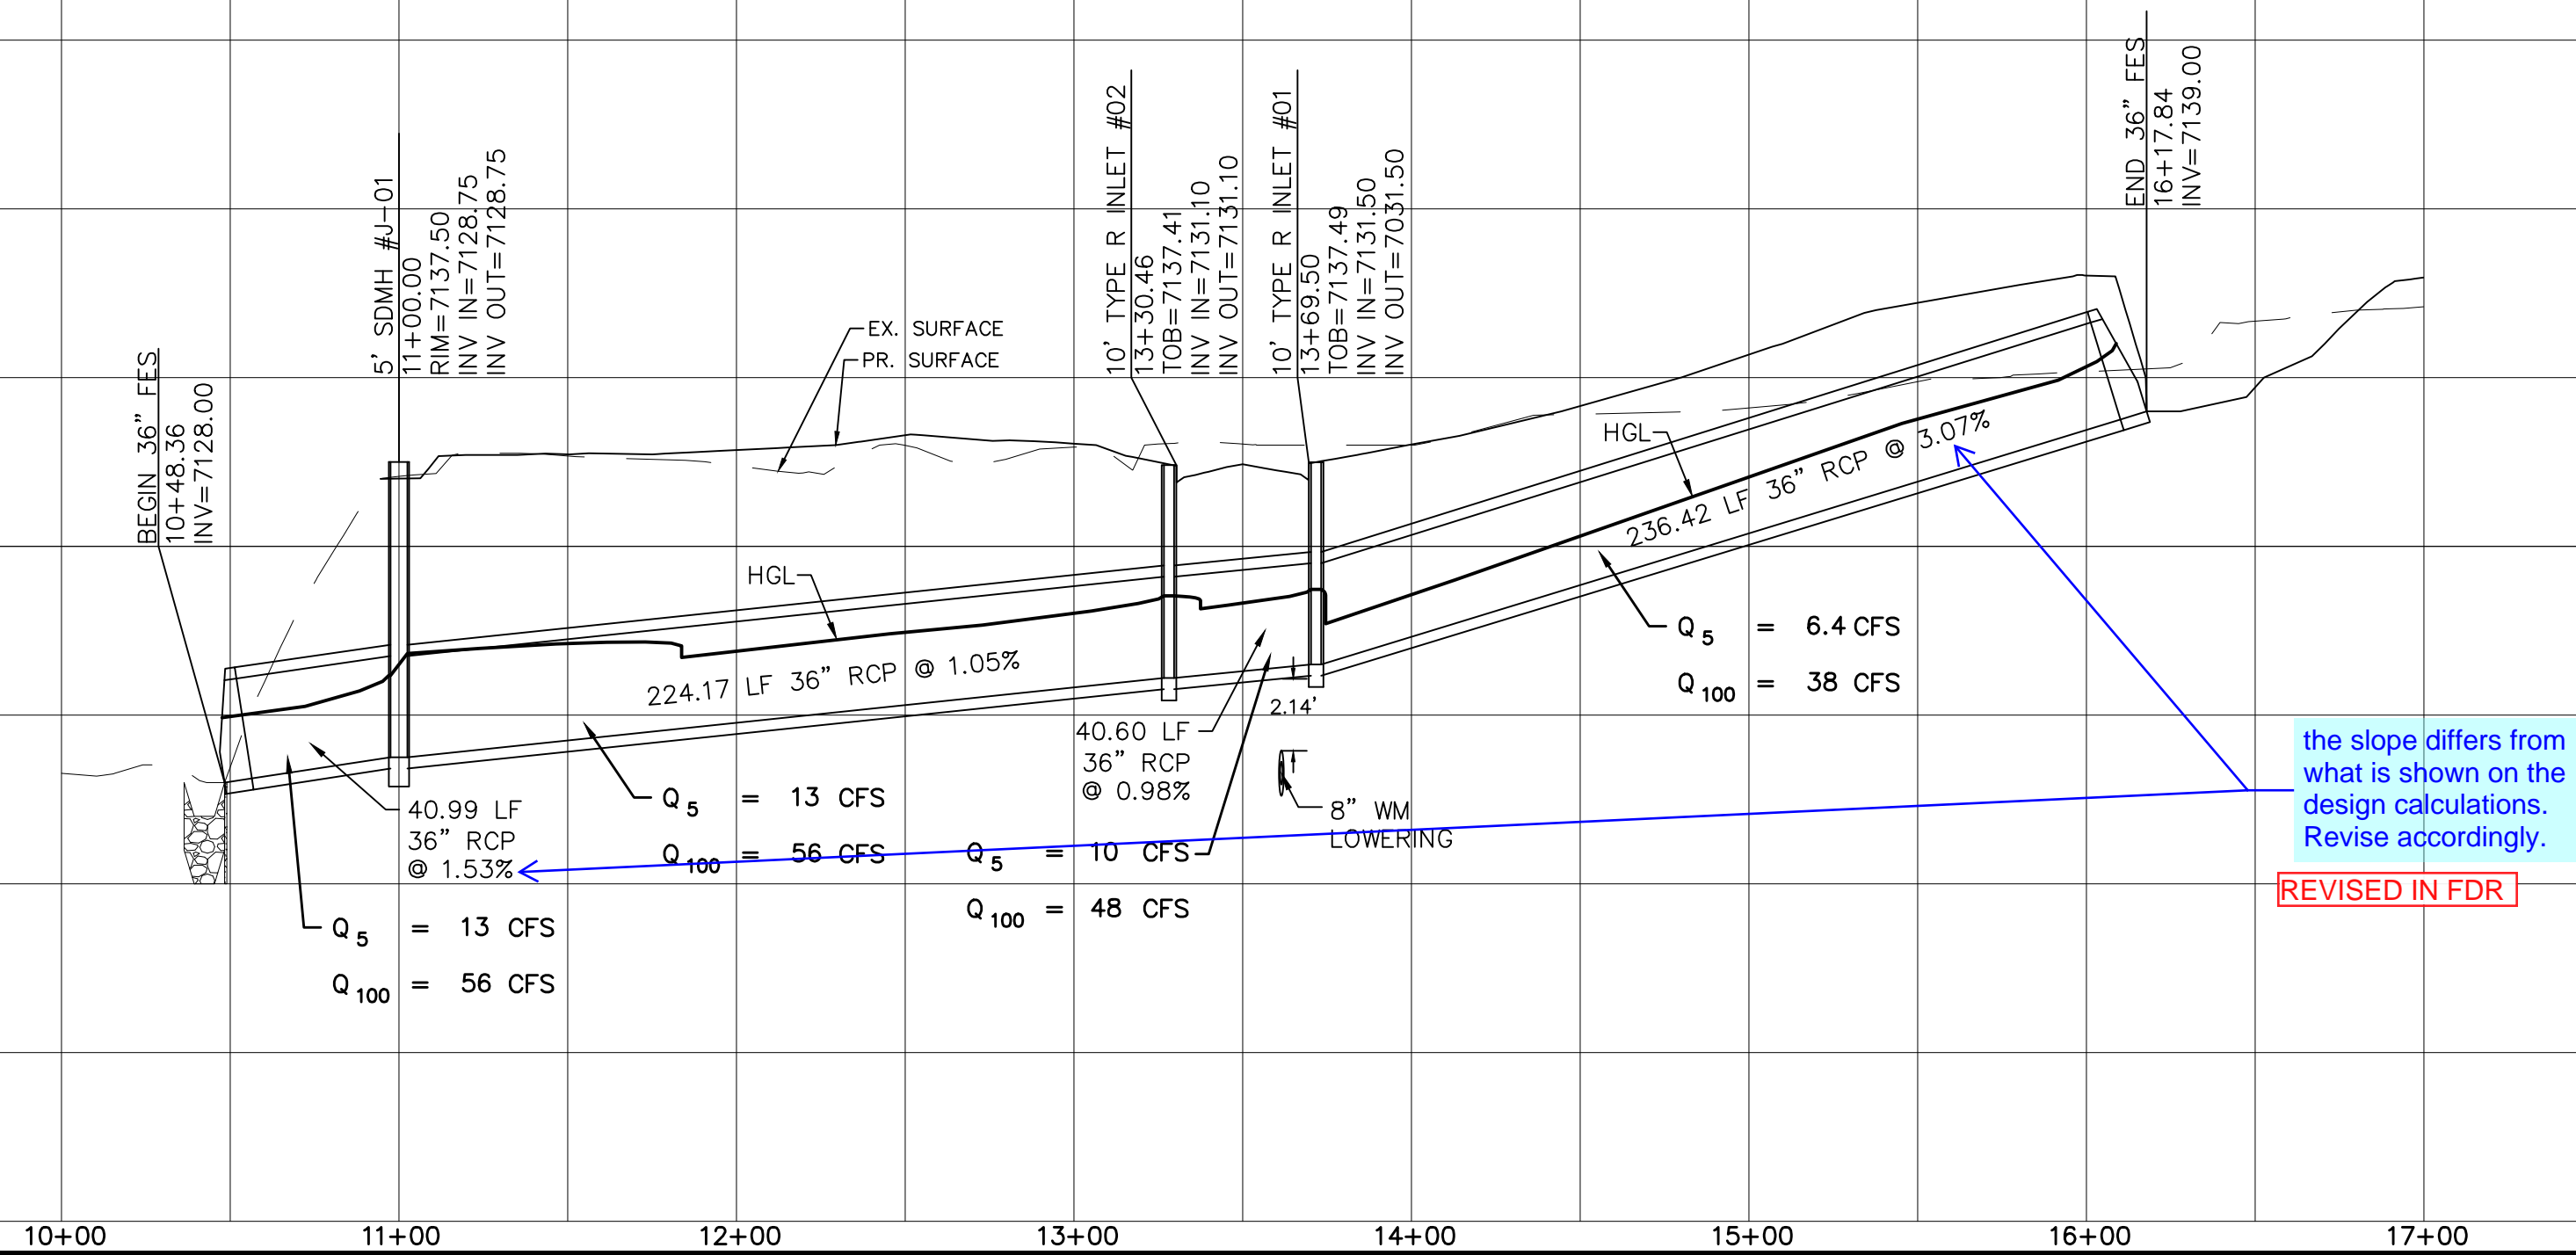 BEGIN 36" FES
10+48.36
INV=7128.00
5' SDMH #J-01
11+00.00
RIM=7137.50
INV IN=7128.75
INV OUT=7128.75
10' TYPE R INLET #02
13+30.46
TOB=7137.41
INV IN=7131.10
INV OUT=7131.10
10' TYPE R INLET #01
13+69.50
TOB=7137.49
INV IN=7131.50
INV OUT=7031.50
END 36" FES
16+17.84
INV=7139.00
EX. SURFACE
PR. SURFACE
HGL
HGL
224.17 LF 36" RCP @ 1.05%
236.42 LF 36" RCP @ 3.07%
40.99 LF
36" RCP
@ 1.53%
40.60 LF
36" RCP
@ 0.98%
2.14'
8" WM
LOWERING
Q5 = 13 CFS
Q100 = 56 CFS
Q5 = 13 CFS
Q100 = 56 CFS
Q5 = 10 CFS
Q100 = 48 CFS
Q5 = 6.4 CFS
Q100 = 38 CFS
the slope differs from
what is shown on the
design calculations.
Revise accordingly.
REVISED IN FDR
10+00 11+00 12+00 13+00 14+00 15+00 16+00 17+00